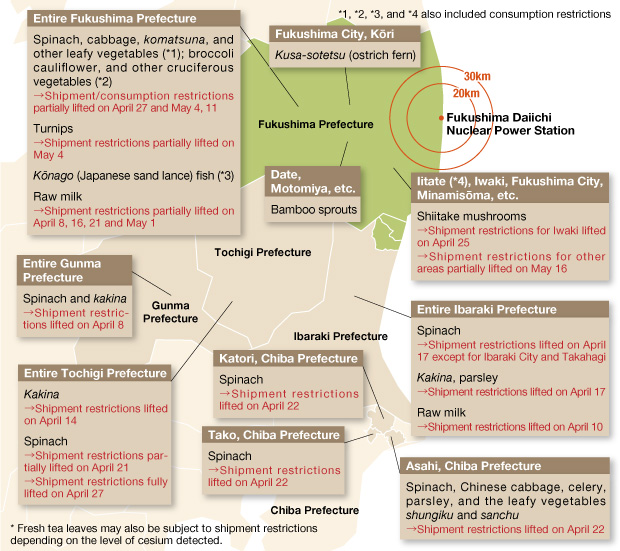 *1, *2, *3, and *4 also included consumption restrictions
Entire Fukushima Prefecture
Spinach, cabbage, komatsuna, and
other leafy vegetables (*1); broccoli
cauliflower, and other cruciferous
vegetables (*2)
→Shipment/consumption restrictions
partially lifted on April 27 and May 4, 11
Turnips
→Shipment restrictions partially lifted on
May 4
Kōnago (Japanese sand lance) fish (*3)
Raw milk
→Shipment restrictions partially lifted on
April 8, 16, 21 and May 1
Fukushima City, Kōri
Kusa-sotetsu (ostrich fern)
30km
20km
Fukushima Daiichi
Nuclear Power Station
Fukushima Prefecture
Date,
Motomiya, etc.
Bamboo sprouts
Iitate (*4), Iwaki, Fukushima City,
Minamisōma, etc.
Shiitake mushrooms
→Shipment restrictions for Iwaki lifted
on April 25
→Shipment restrictions for other
areas partially lifted on May 16
Tochigi Prefecture
Entire Gunma
Prefecture
Spinach and kakina
→Shipment restric-
tions lifted on April 8
Gunma
Prefecture
Ibaraki Prefecture
Entire Ibaraki Prefecture
Spinach
→Shipment restrictions lifted on April
17 except for Ibaraki City and Takahagi
Kakina, parsley
→Shipment restrictions lifted on April 17
Raw milk
→Shipment restrictions lifted on April 10
Entire Tochigi Prefecture
Kakina
→Shipment restrictions lifted
on April 14
Spinach
→Shipment restrictions par-
tially lifted on April 21
→Shipment restrictions fully
lifted on April 27
Katori, Chiba Prefecture
Spinach
→Shipment restrictions
lifted on April 22
Tako, Chiba Prefecture
Spinach
→Shipment restrictions
lifted on April 22
Asahi, Chiba Prefecture
Spinach, Chinese cabbage, celery,
parsley, and the leafy vegetables
shungiku and sanchu
→Shipment restrictions lifted on April 22
Chiba Prefecture
* Fresh tea leaves may also be subject to shipment restrictions
depending on the level of cesium detected.